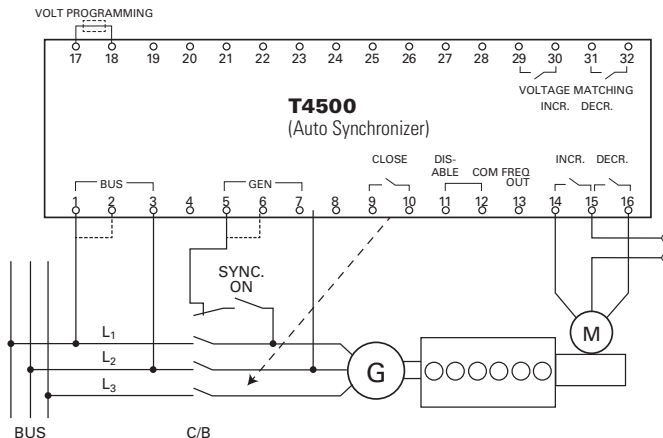 VOLT PROGRAMMING
17 18 19 20 21 22 23 24 25 26 27 28 29 30 31 32
VOLTAGE MATCHING
INCR. DECR.
T4500
(Auto Synchronizer)
CLOSE
DIS-
ABLE
COM FREQ
OUT
INCR. DECR.
BUS
GEN
1 2 3 4 5 6 7 8 9 10 11 12 13 14 15 16
SYNC.
ON
L1
L2
L3
G
M
BUS
C/B